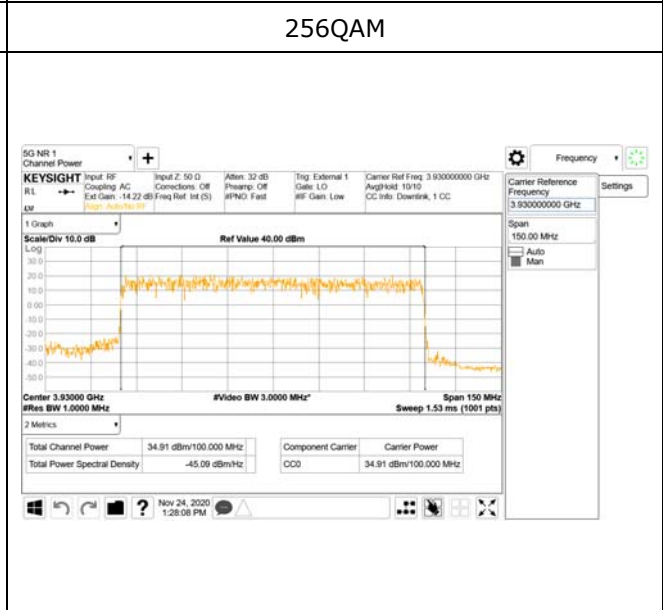 256QAM
5G NR 1
Channel Power
Frequency
KEYSIGHT
RL
Input: RF
Coupling: AC
Ext Gain: -14.22 dB
Align: Auto/No RF
Input Z: 50 Ω
Corrections: Off
Freq Ref: Int (S)
Atten: 32 dB
Preamp: Off
#PNO: Fast
Trig: External 1
Gate: LO
#IF Gain: Low
Carrier Ref Freq: 3.930000000 GHz
Avg|Hold: 10/10
CC Info: Downlink, 1 CC
Carrier Reference
Frequency
3.930000000 GHz
Settings
Span
150.00 MHz
Auto
Man
1 Graph
Scale/Div 10.0 dB
Ref Value 40.00 dBm
Log
30.0
20.0
10.0
0.00
-10.0
-20.0
-30.0
-40.0
-50.0
Center 3.93000 GHz
#Video BW 3.0000 MHz*
Span 150 MHz
#Res BW 1.0000 MHz
Sweep 1.53 ms (1001 pts)
2 Metrics
Total Channel Power 34.91 dBm/100.000 MHz
Total Power Spectral Density -45.09 dBm/Hz
Component Carrier Carrier Power
CC0 34.91 dBm/100.000 MHz
Nov 24, 2020
1:28:08 PM